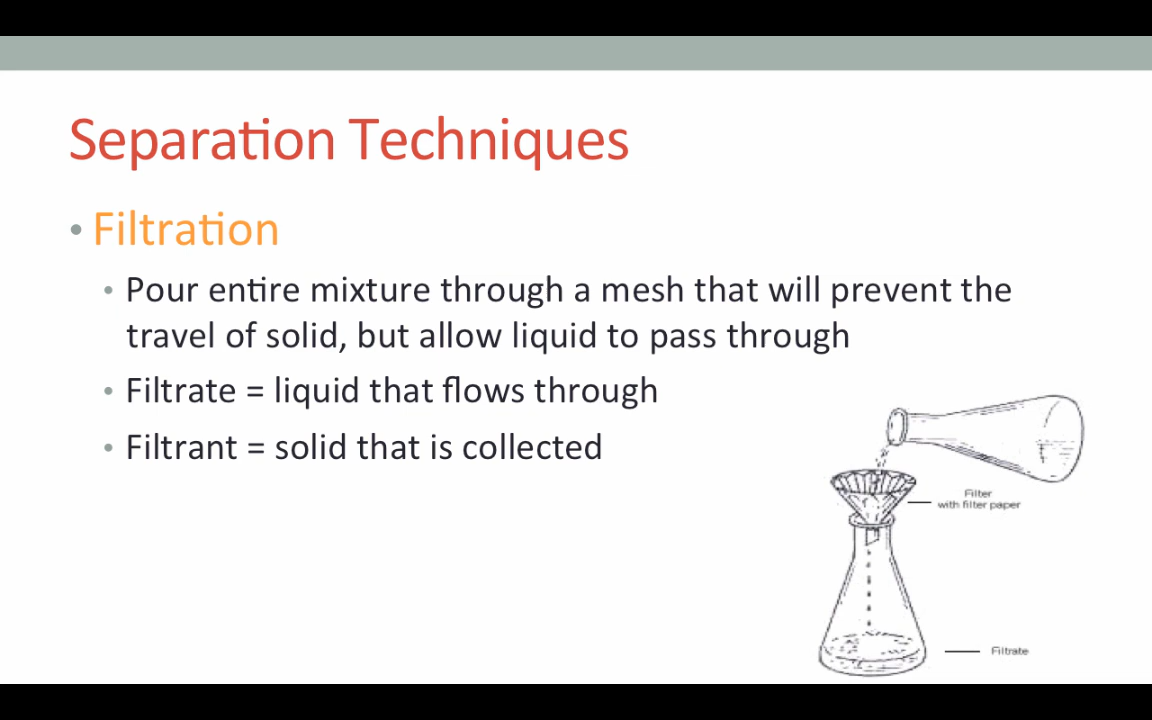 Separation Techniques
• Filtration
• Pour entire mixture through a mesh that will prevent the
travel of solid, but allow liquid to pass through
• Filtrate = liquid that flows through
• Filtrant = solid that is collected
Filter
with filter paper
Filtrate